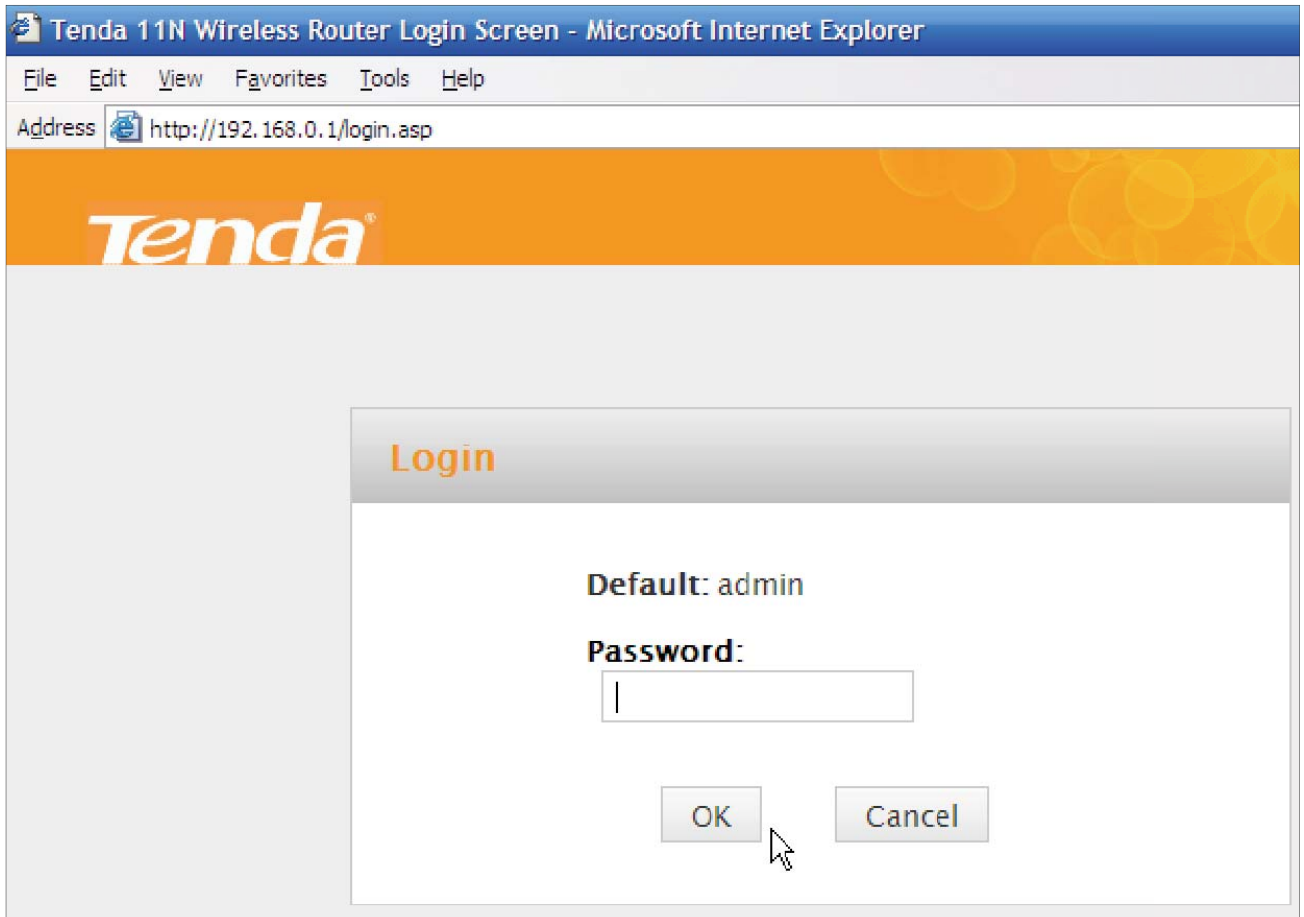 Tenda 11N Wireless Router Login Screen - Microsoft Internet Explorer
File Edit View Favorites Tools Help
Address http://192.168.0.1/login.asp
Tenda®
Login
Default: admin
Password:
OK Cancel